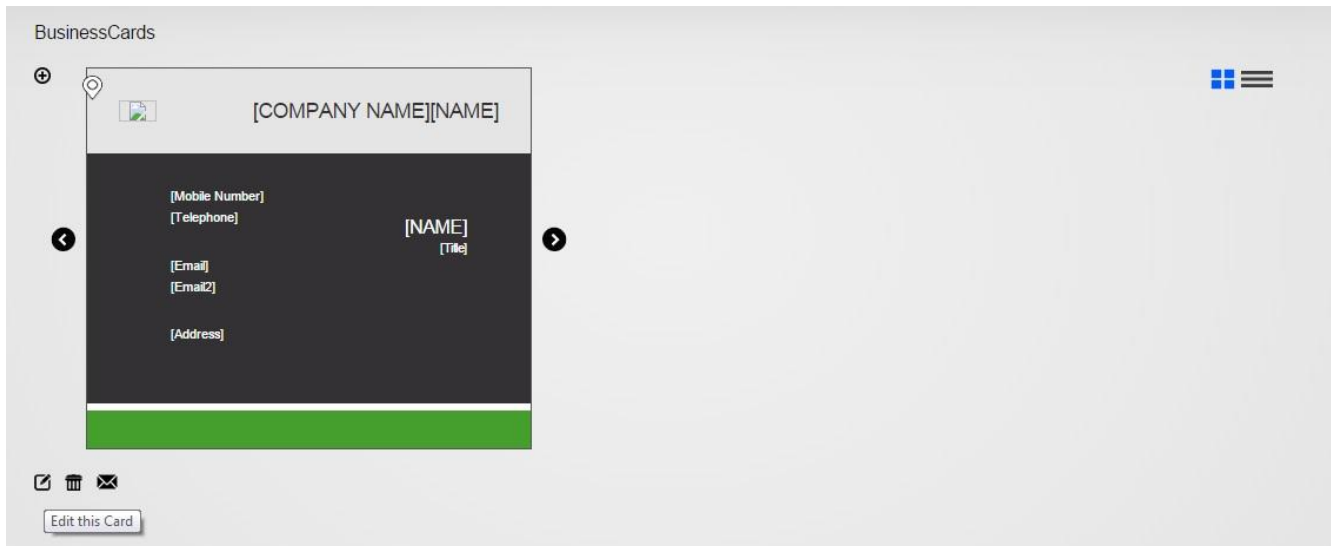 BusinessCards
[COMPANY NAME][NAME]
[Mobile Number]
[Telephone]
[NAME]
[Title]
[Email]
[Email2]
[Address]
Edit this Card